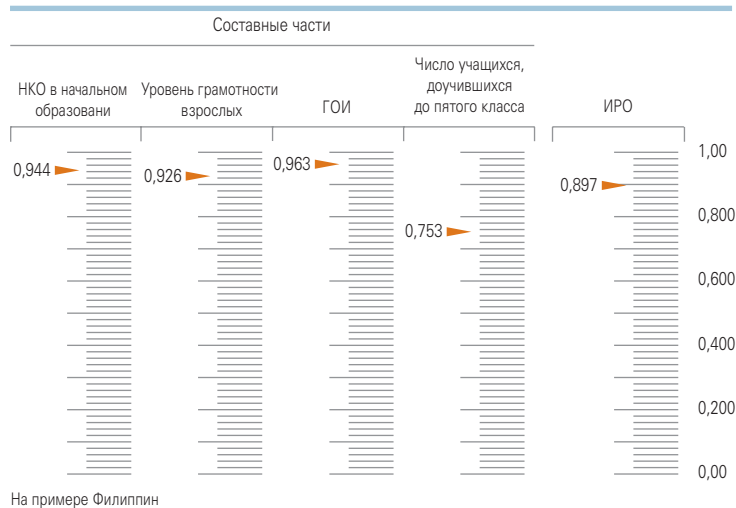 Составные части
НКО в начальном
образовани
Уровень грамотности
взрослых
ГОИ
Число учащихся,
доучившихся
до пятого класса
ИРО
0,944
0,926
0,963
0,753
0,897
1,00
0,800
0,600
0,400
0,200
0,00
На примере Филиппин